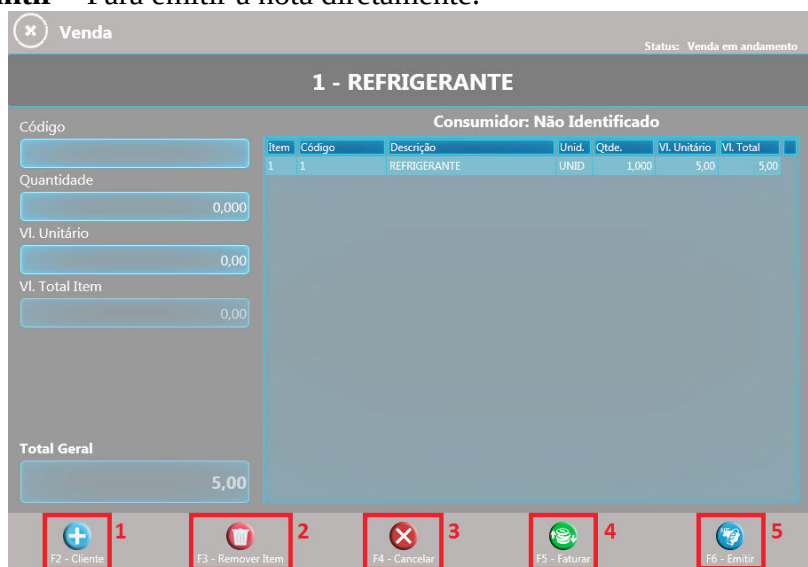 Para emitir a nota diretamente.
Venda
Status: Venda em andamento
1 - REFRIGERANTE
Código
Consumidor: Não Identificado
Item Código Descrição Unid. Qtde. Vl. Unitário Vl. Total
1 1 REFRIGERANTE UNID 1,000 5,00 5,00
Quantidade
0,000
Vl. Unitário
0,00
Vl. Total Item
0,00
Total Geral
5,00
1 2 3 4 5
F2 - Cliente F3 - Remover Item F4 - Cancelar F5 - Faturar F6 - Emitir